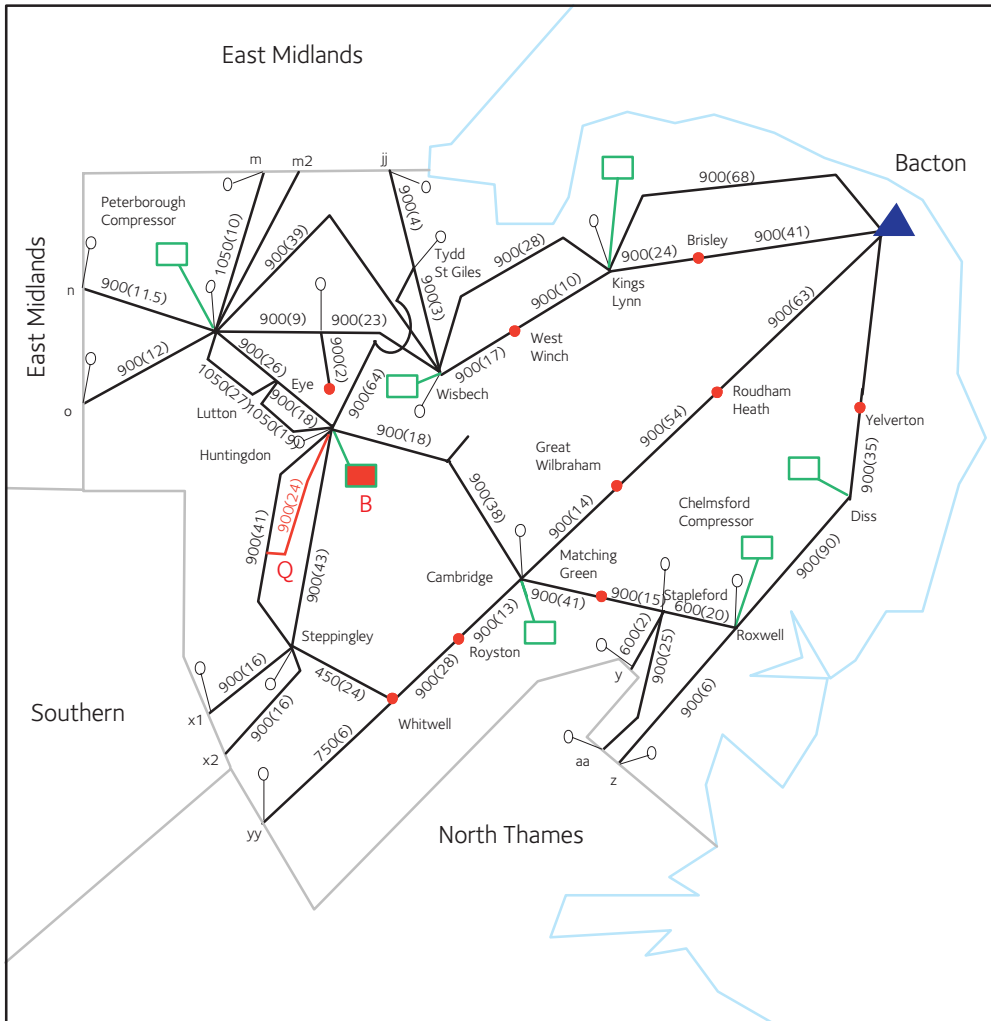 East Midlands
East Midlands
Bacton
Peterborough
Compressor
m
m2
jj
n
o
1050(10)
900(39)
900(4)
900(3)
Tydd
St Giles
900(28)
900(68)
900(24)
Brisley
900(41)
Kings
Lynn
900(10)
900(11.5)
900(12)
900(9)
900(23)
900(2)
Eye
900(26)
1050(27)
Lutton
900(18)
1050(19)
900(64)
Wisbech
900(17)
West
Winch
900(63)
Roudham
Heath
Yelverton
900(54)
900(35)
Huntingdon
900(18)
B
Great
Wilbraham
900(14)
Chelmsford
Compressor
Diss
900(90)
900(24)
900(41)
Q
900(43)
900(38)
Cambridge
Matching
Green
900(41)
900(15)
Stapleford
600(20)
Roxwell
600(2)
900(25)
900(6)
y
aa
z
900(13)
Royston
900(28)
Steppingley
450(24)
Whitwell
900(16)
x1
900(16)
x2
750(6)
yy
Southern
North Thames